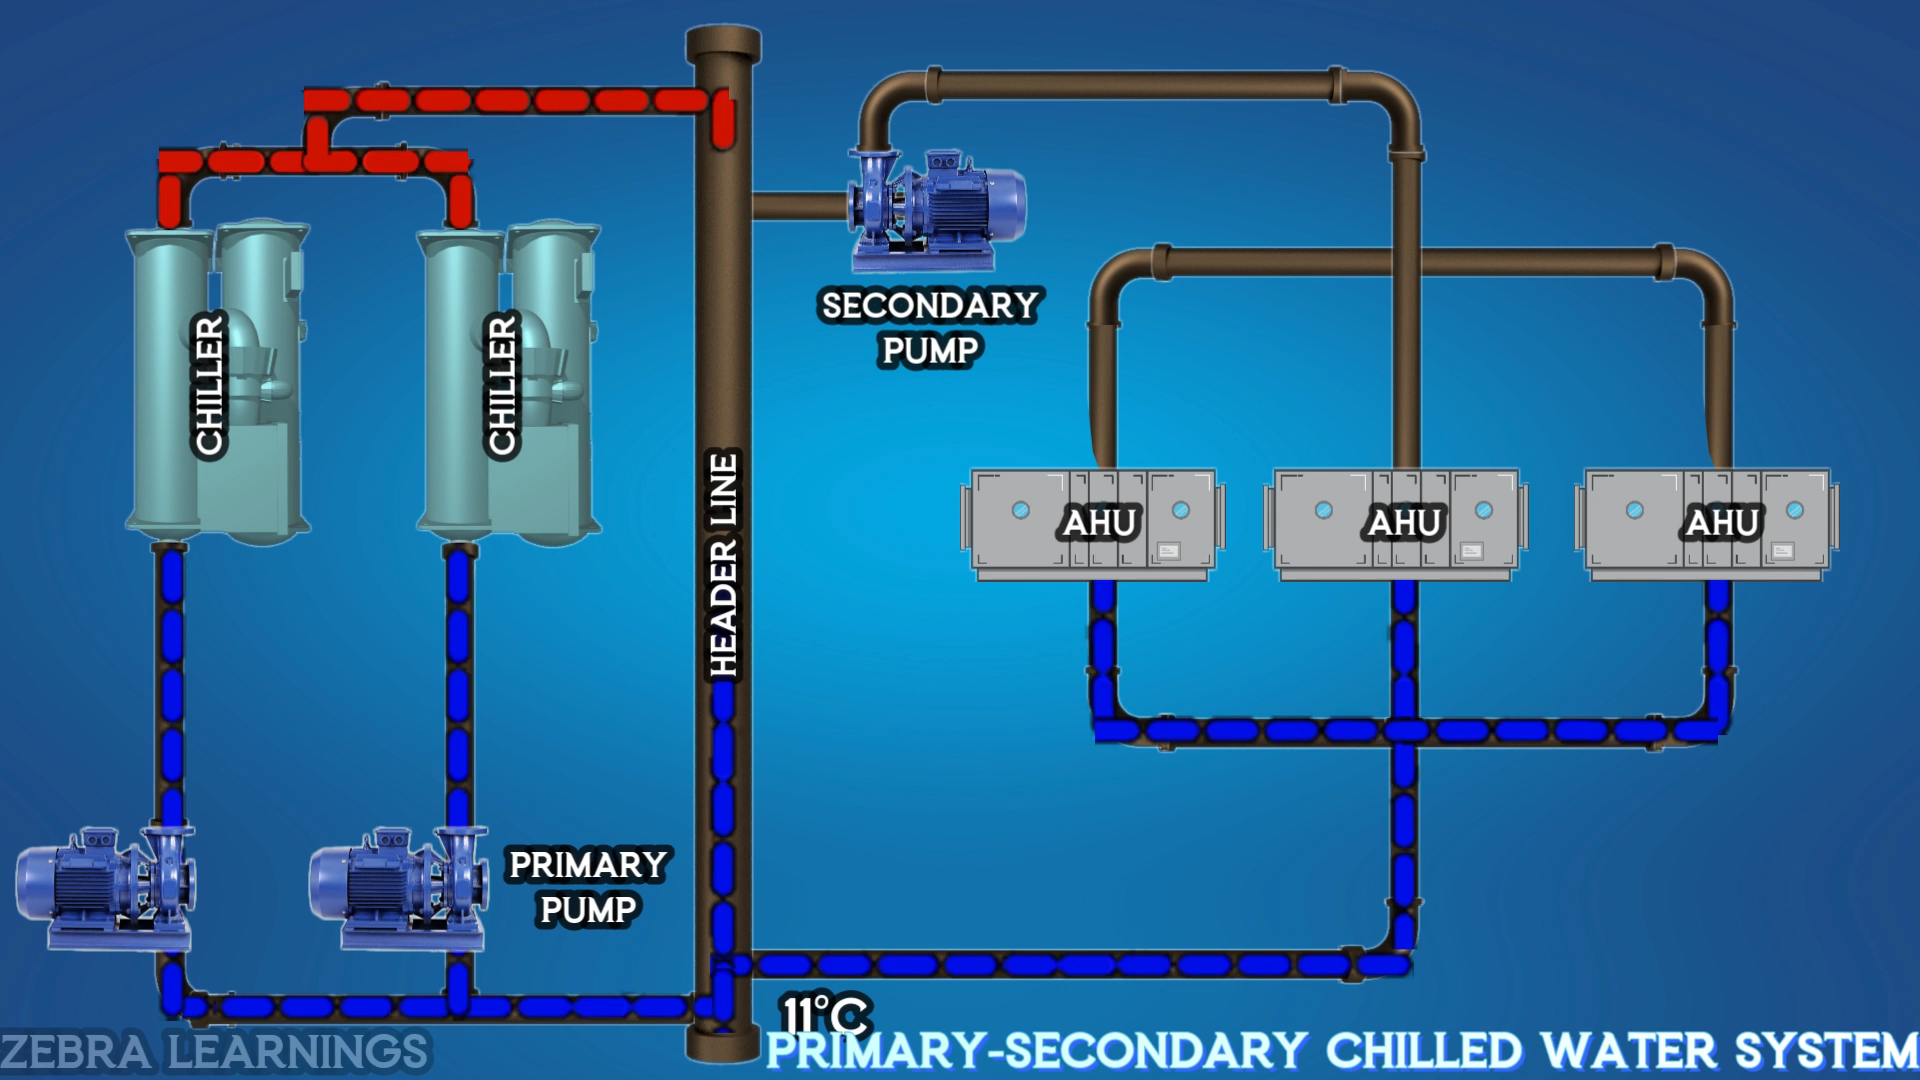 CHILLER
CHILLER
HEADER LINE
SECONDARY
PUMP
AHU
AHU
AHU
PRIMARY
PUMP
11°C
ZEBRA LEARNINGS
PRIMARY-SECONDARY CHILLED WATER SYSTEM